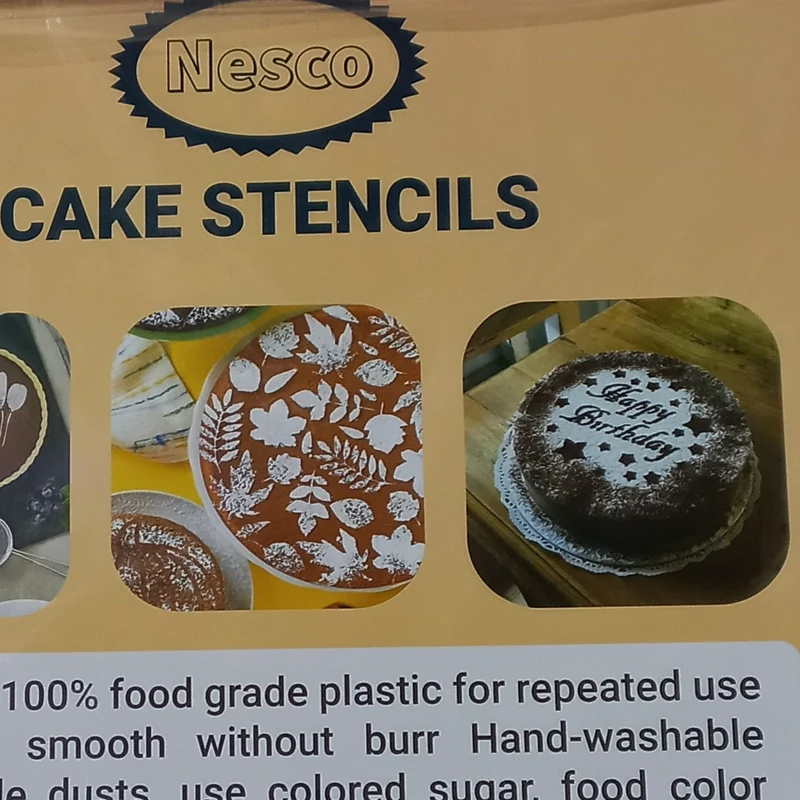 Nesco
CAKE STENCILS
Happy
Birthday
100% food grade plastic for repeated use
smooth without burr Hand-washable
dusts, use colored sugar, food color